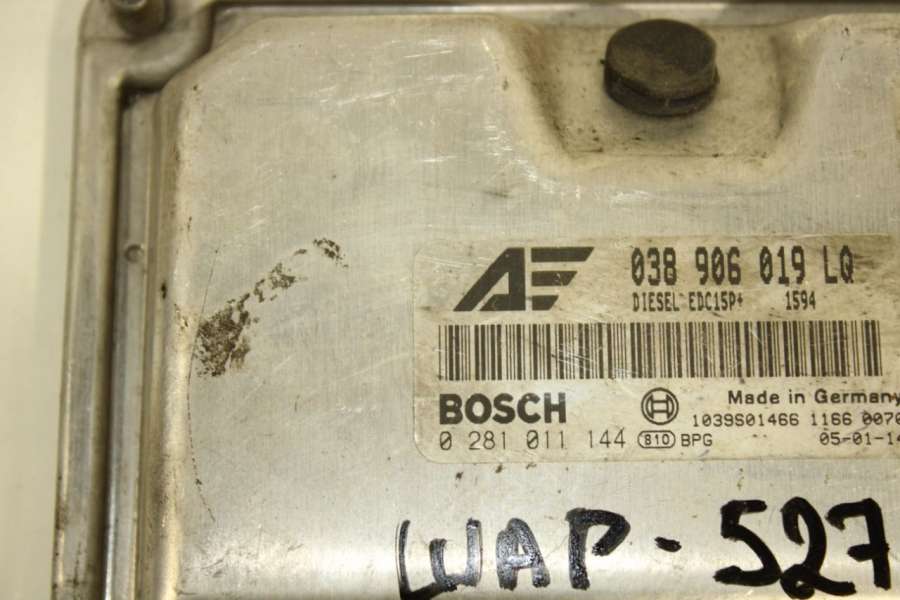 AE 038 906 019 LQ
DIESEL EDC15P+ 1594
BOSCH
Made in Germany
1039S01466 1166
0 281 011 144 810 BPG 05-01-14
WAP-527